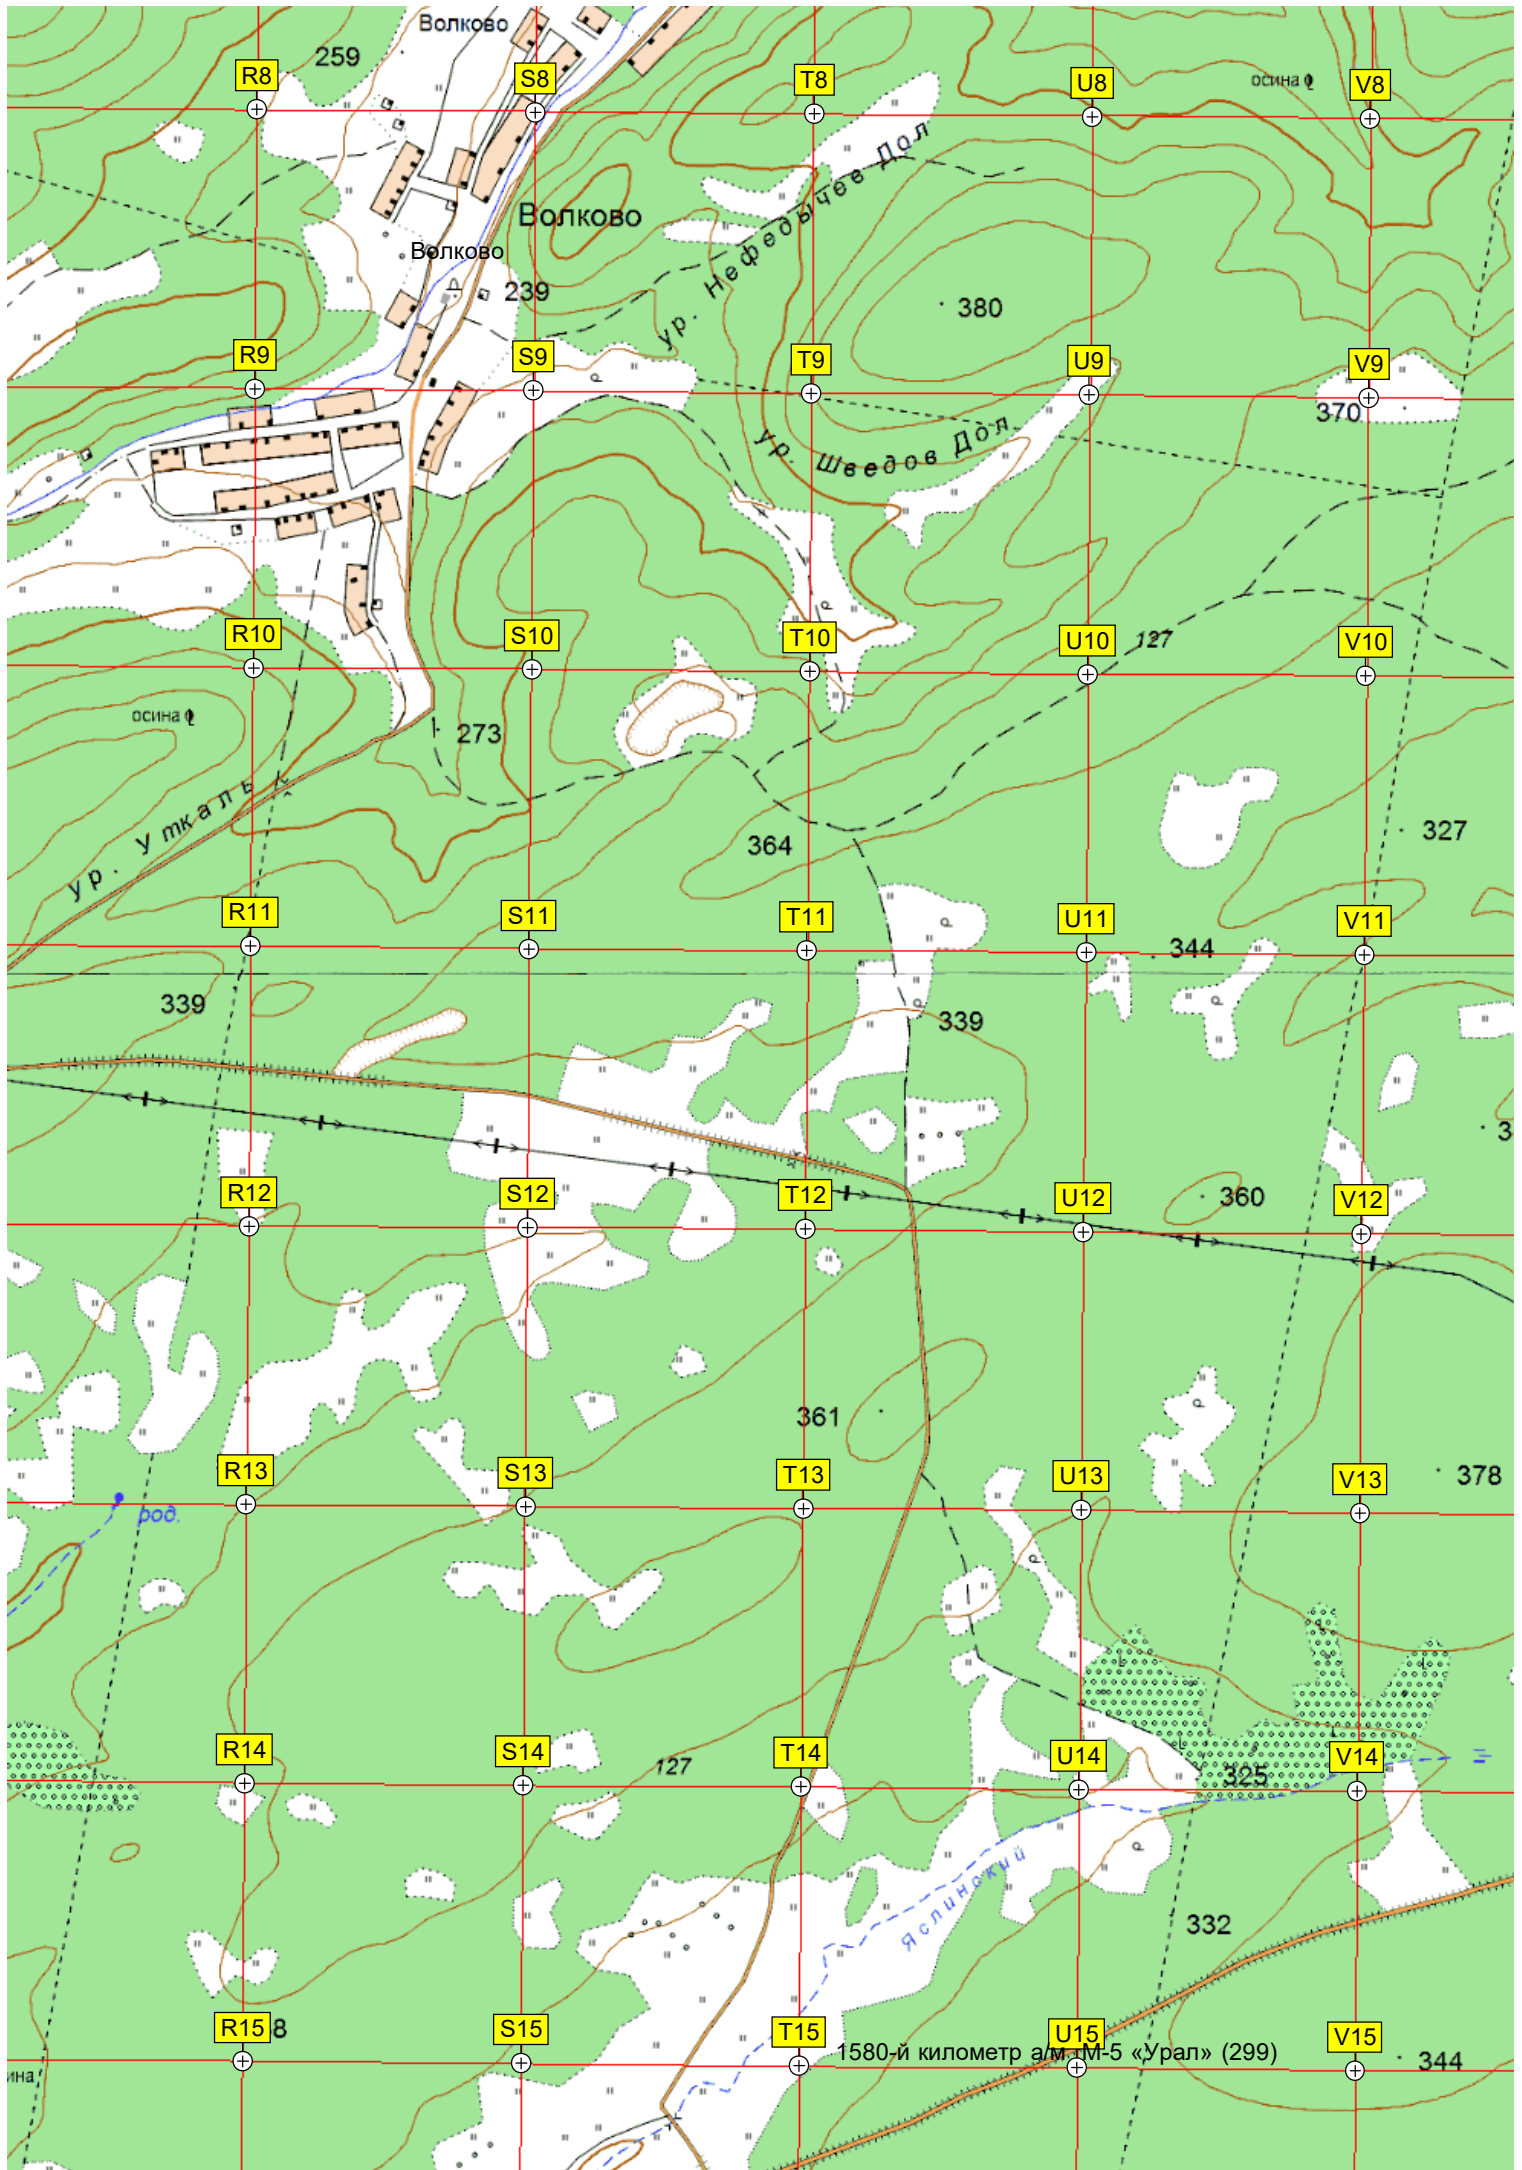 Волково
259
R8
S8
T8
U8
осина
V8
ур. Нефедычев Дол
Волково
Волково
239
380
R9
S9
T9
U9
V9
370
ур. Шведов Дол
R10
S10
T10
U10
127
V10
осина
273
ур. Уткаль
364
327
R11
S11
T11
U11
344
V11
339
339
3
R12
S12
T12
U12
360
V12
361
R13
S13
T13
U13
V13
378
род.
R14
S14
127
T14
U14
325
V14
Яслинский
332
R15
8
S15
T15
1580-й километр а/м М-5 «Урал» (299)
U15
V15
344
ина